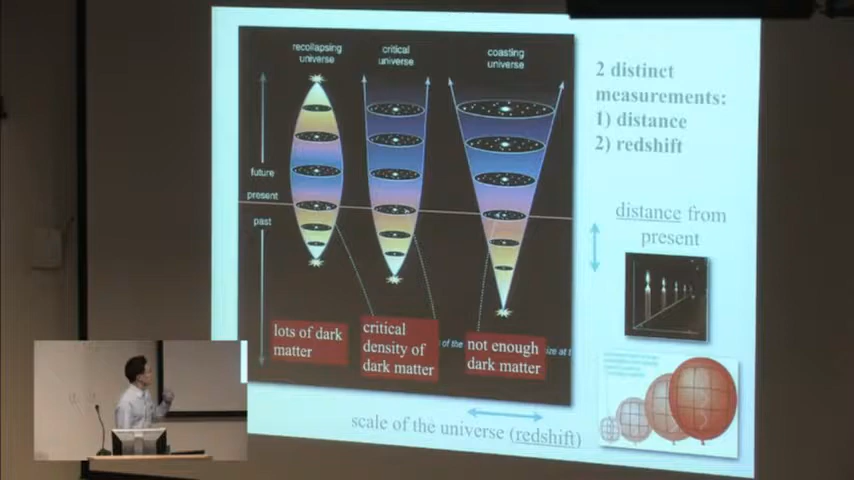 recollapsing
universe
critical
universe
coasting
universe
future
present
past
lots of dark
matter
critical
density of
dark matter
of the
not enough
dark matter
size at t
scale of the universe (redshift)
2 distinct
measurements:
1) distance
2) redshift
distance from
present